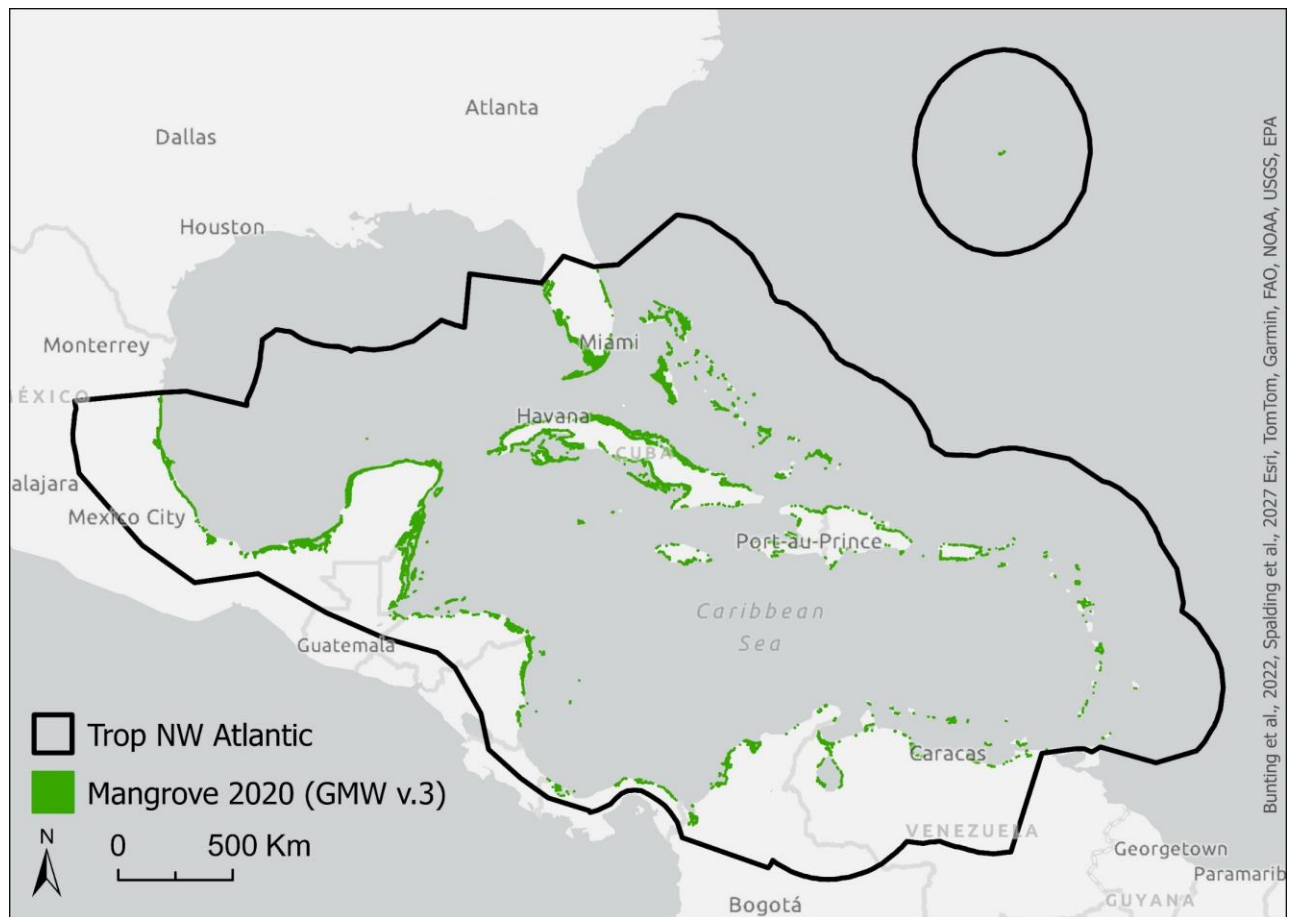 Atlanta
Dallas
Houston
Monterrey
Miami
MÉXICO
Havana
CUBA
alajara
Mexico City
Port-au-Prince
Caribbean
Sea
Guatemala
Trop NW Atlantic
Caracas
Mangrove 2020 (GMW v.3)
VENEZUELA
N
0 500 Km
Georgetown
Paramarib
GUYANA
Bogotá
Bunting et al., 2022, Spalding et al., 2027 Esri, TomTom, Garmin, FAO, NOAA, USGS, EPA